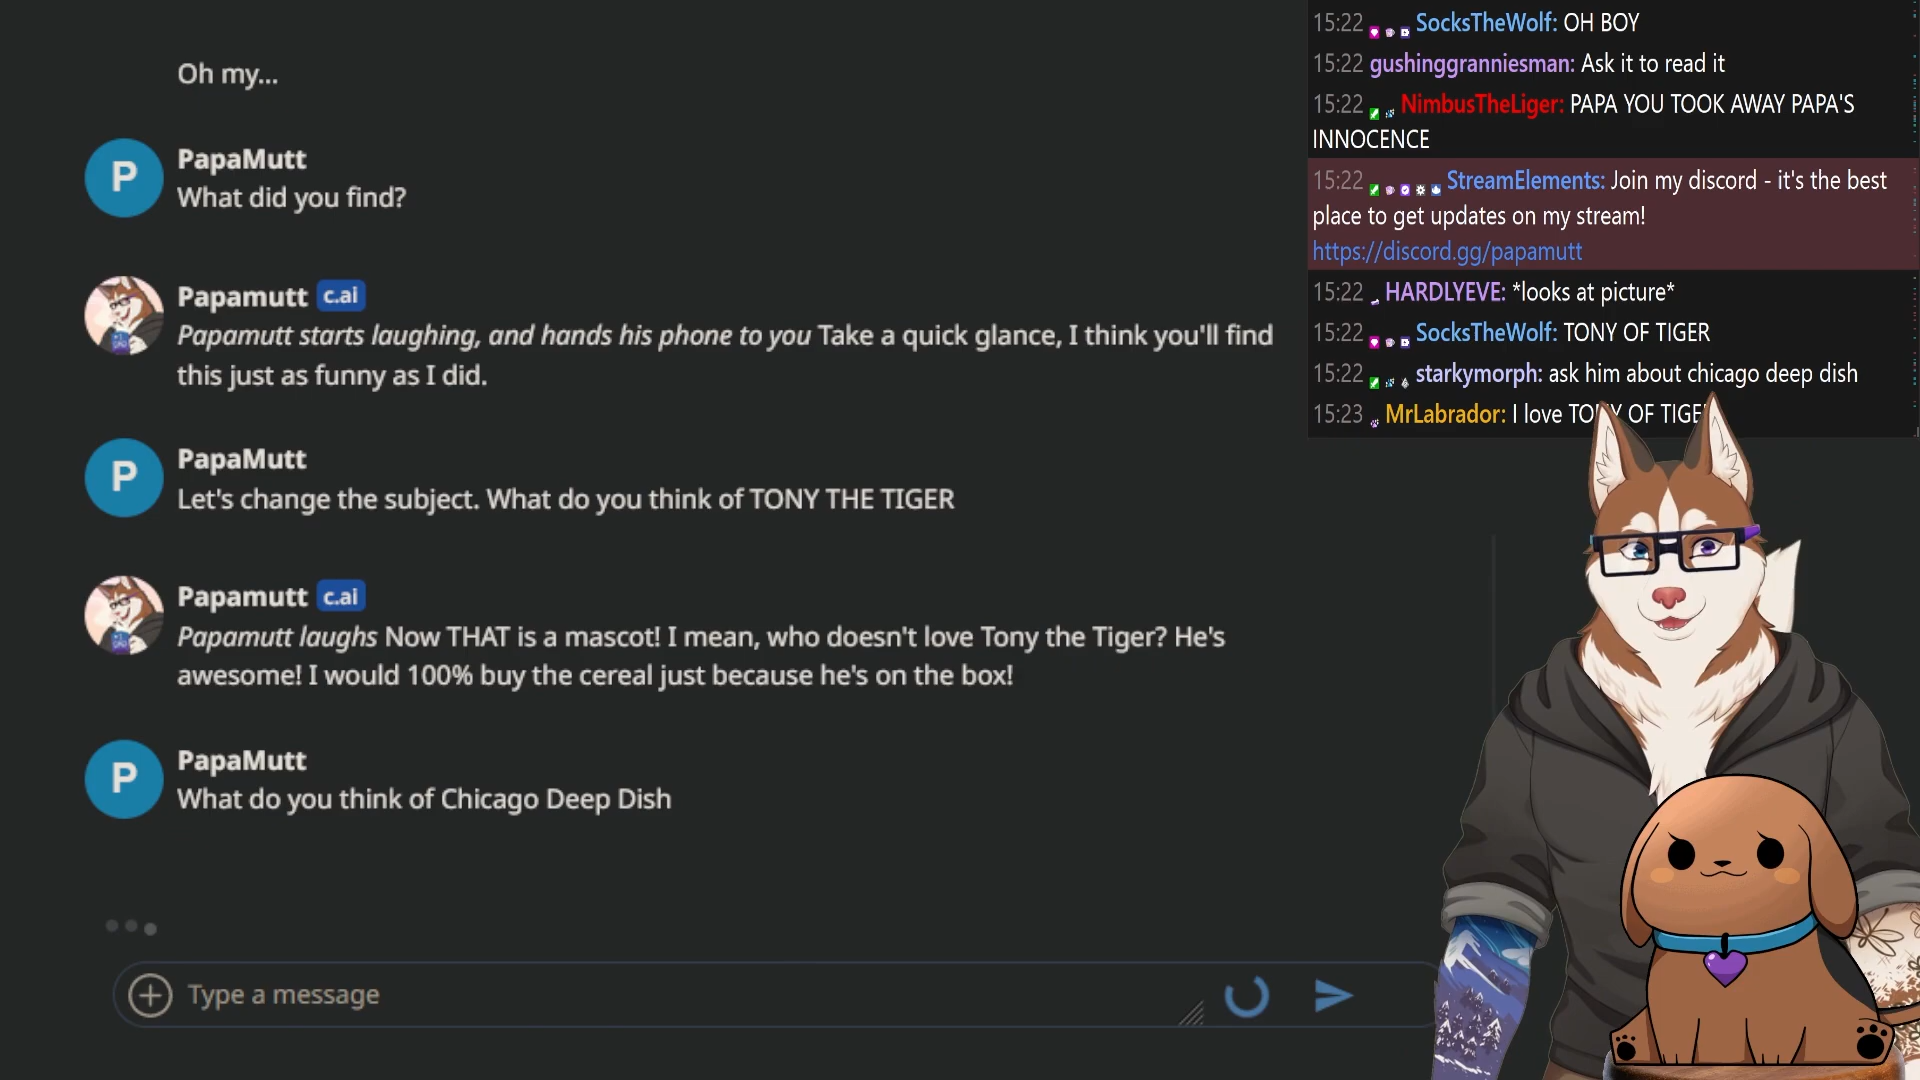 Oh my...
P
PapaMutt
What did you find?
Papamutt c.ai
Papamutt starts laughing, and hands his phone to you Take a quick glance, I think you'll find
this just as funny as I did.
P
PapaMutt
Let's change the subject. What do you think of TONY THE TIGER
Papamutt c.ai
Papamutt laughs Now THAT is a mascot! I mean, who doesn't love Tony the Tiger? He's
awesome! I would 100% buy the cereal just because he's on the box!
P
PapaMutt
What do you think of Chicago Deep Dish
Type a message
15:22 SocksTheWolf: OH BOY
15:22 gushinggranniesman: Ask it to read it
15:22 NimbusTheLiger: PAPA YOU TOOK AWAY PAPA'S
INNOCENCE
15:22 StreamElements: Join my discord - it's the best
place to get updates on my stream!
https://discord.gg/papamutt
15:22 HARDLYEVE: *looks at picture*
15:22 SocksTheWolf: TONY OF TIGER
15:22 starkymorph: ask him about chicago deep dish
15:23 MrLabrador: I love TONY OF TIGER